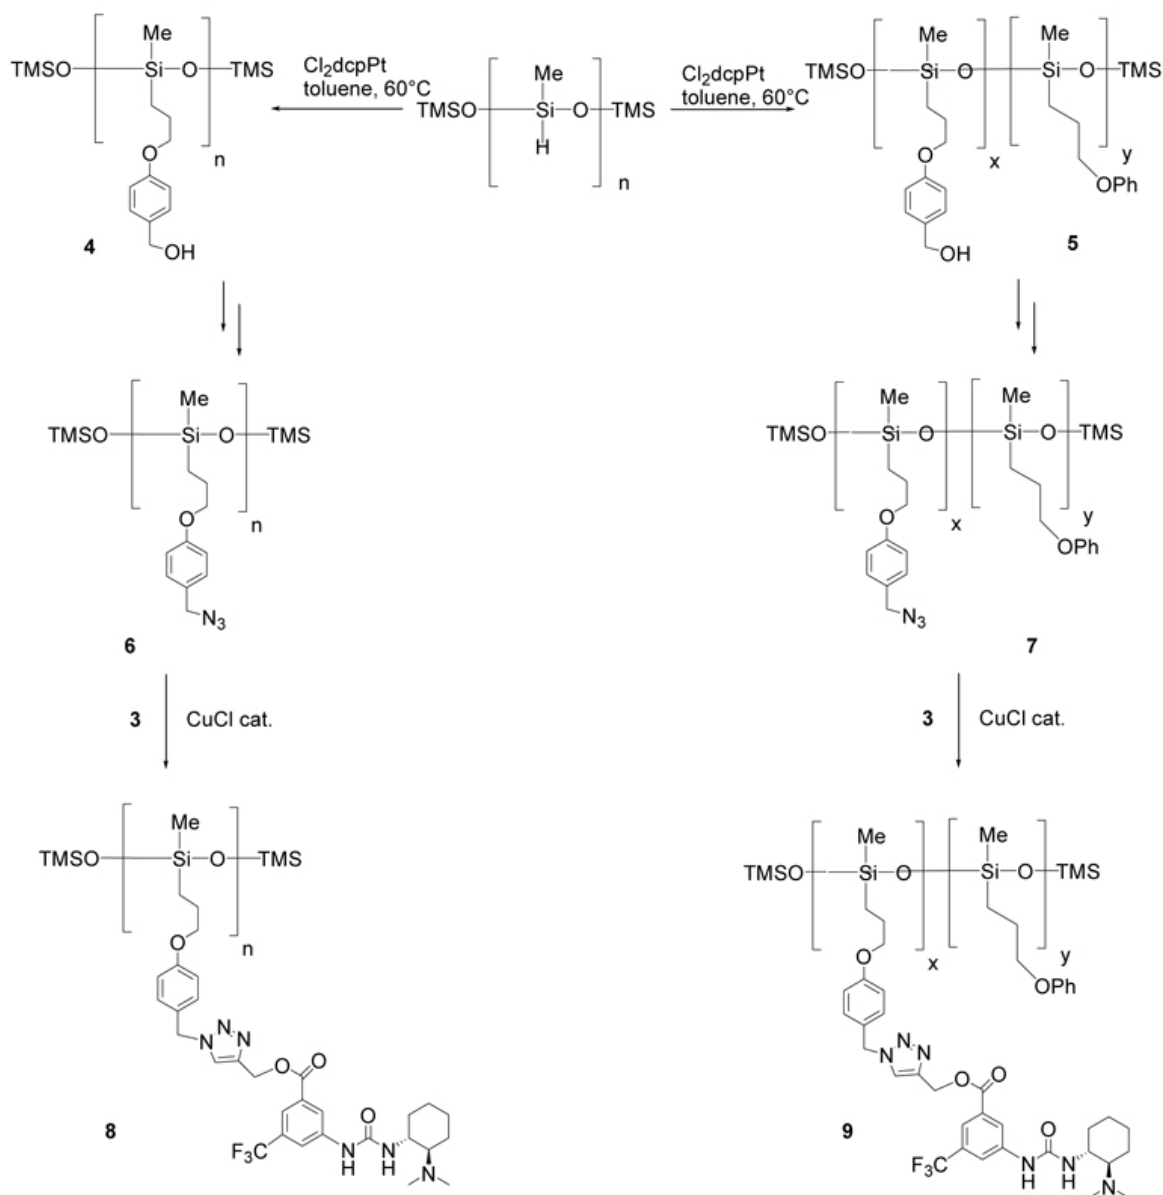 Me
TMSO Si O TMS
n
O
OH
4
Cl2dcpPt
toluene, 60°C
Me
TMSO Si O TMS
H
n
Cl2dcpPt
toluene, 60°C
Me Me
TMSO Si O Si O TMS
x y
O OPh
OH
5
Me
TMSO Si O TMS
n
O
N3
6
Me Me
TMSO Si O Si O TMS
x y
O OPh
N3
7
3 CuCl cat.
3 CuCl cat.
Me
TMSO Si O TMS
n
O
N N N
O O
O
F3C N H N H
N
8
Me Me
TMSO Si O Si O TMS
x y
O OPh
N N N
O O
O
F3C N H N H
N
9